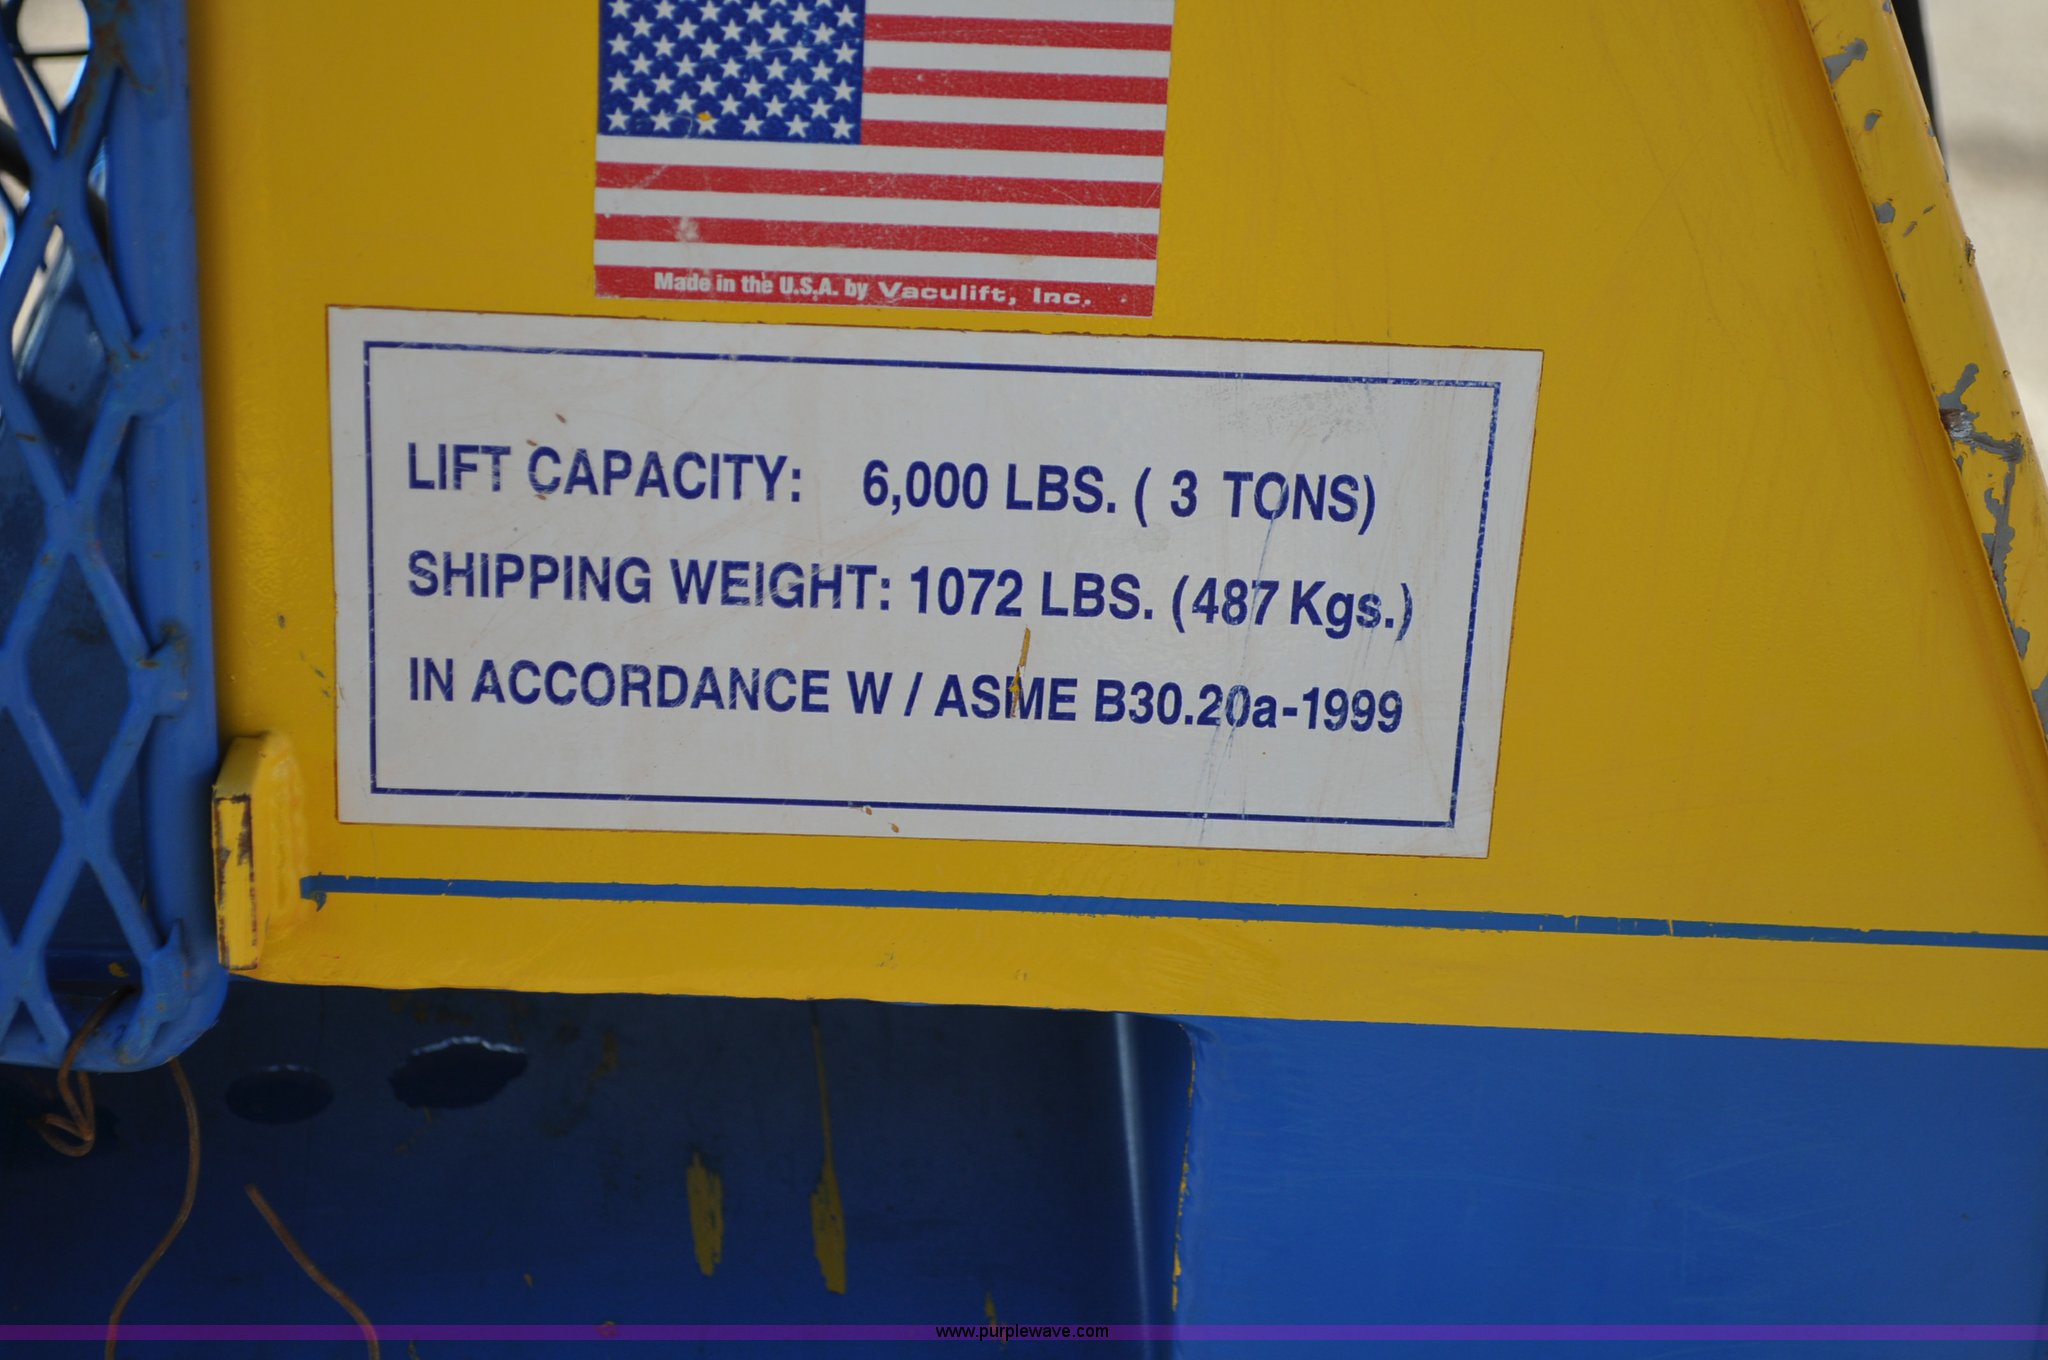 Made in the U.S.A. by Vaculift, Inc.
LIFT CAPACITY: 6,000 LBS. ( 3 TONS)
SHIPPING WEIGHT: 1072 LBS. (487 Kgs.)
IN ACCORDANCE W / ASME B30.20a-1999
www.purplewave.com